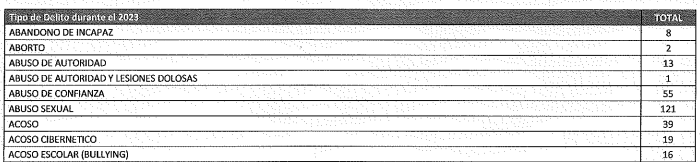 Tipo de Delito durante el 2023 TOTAL
ABANDONO DE INCAPAZ 8
ABORTO 2
ABUSO DE AUTORIDAD 13
ABUSO DE AUTORIDAD Y LESIONES DOLOSAS 1
ABUSO DE CONFIANZA 55
ABUSO SEXUAL 121
ACOSO 39
ACOSO CIBERNETICO 19
ACOSO ESCOLAR (BULLYING) 16